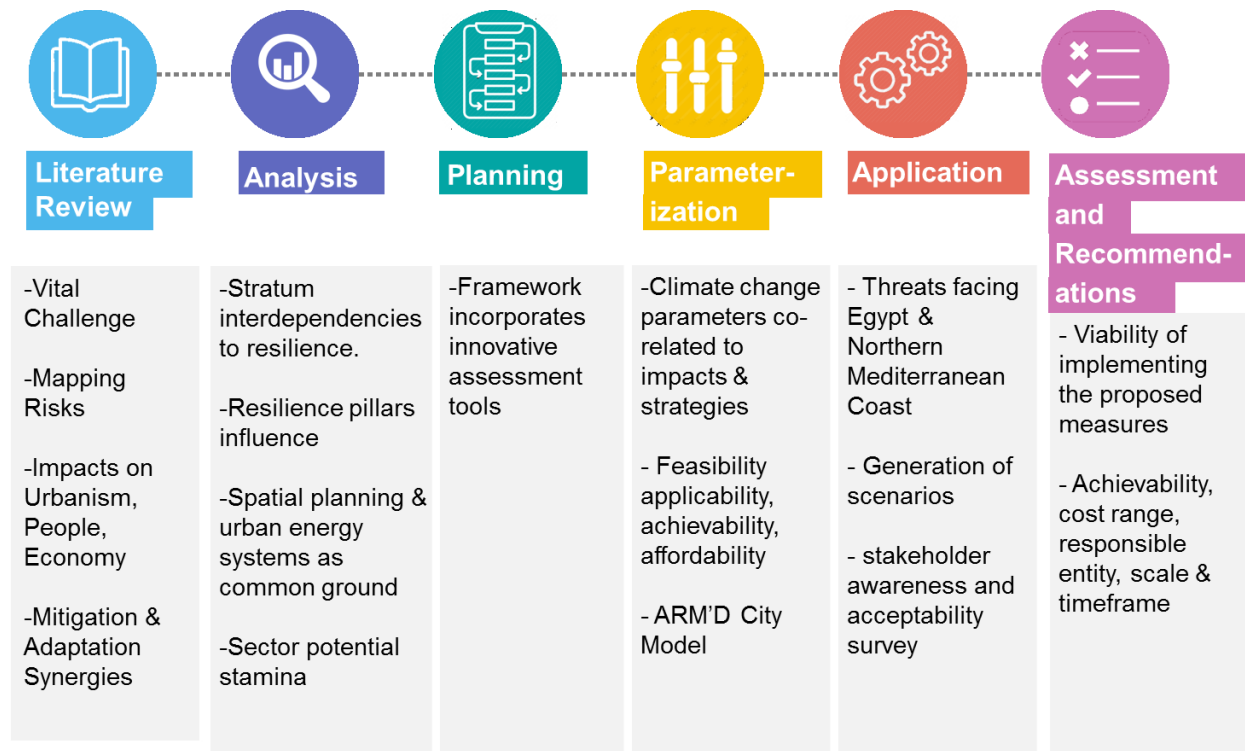 Literature
Review
-Vital
Challenge
-Mapping
Risks
-Impacts on
Urbanism,
People,
Economy
-Mitigation &
Adaptation
Synergies
Analysis
-Stratum
interdependencies
to resilience.
-Resilience pillars
influence
-Spatial planning &
urban energy
systems as
common ground
-Sector potential
stamina
Planning
-Framework
incorporates
innovative
assessment
tools
Parameter-
ization
-Climate change
parameters co-
related to
impacts &
strategies
- Feasibility
applicability,
achievability,
affordability
- ARM'D City
Model
Application
- Threats facing
Egypt &
Northern
Mediterranean
Coast
- Generation of
scenarios
- stakeholder
awareness and
acceptability
survey
Assessment
and
Recommend-
ations
- Viability of
implementing
the proposed
measures
- Achievability,
cost range,
responsible
entity, scale &
timeframe